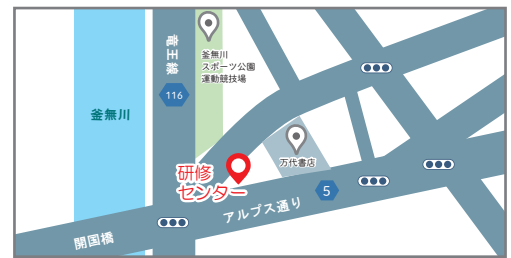 竜王線
釜無川
スポーツ公園
運動競技場
116
釜無川
万代書店
研修
センター
5
アルプス通り
開国橋